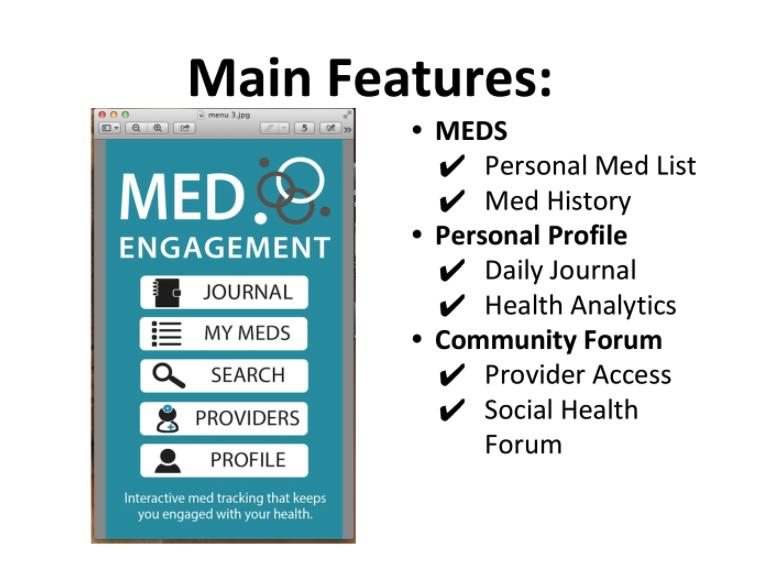 Main Features:
menu 3.jpg
MED
ENGAGEMENT
JOURNAL
MY MEDS
SEARCH
PROVIDERS
PROFILE
Interactive med tracking that keeps
you engaged with your health.
• MEDS
✔ Personal Med List
✔ Med History
• Personal Profile
✔ Daily Journal
✔ Health Analytics
• Community Forum
✔ Provider Access
✔ Social Health
Forum